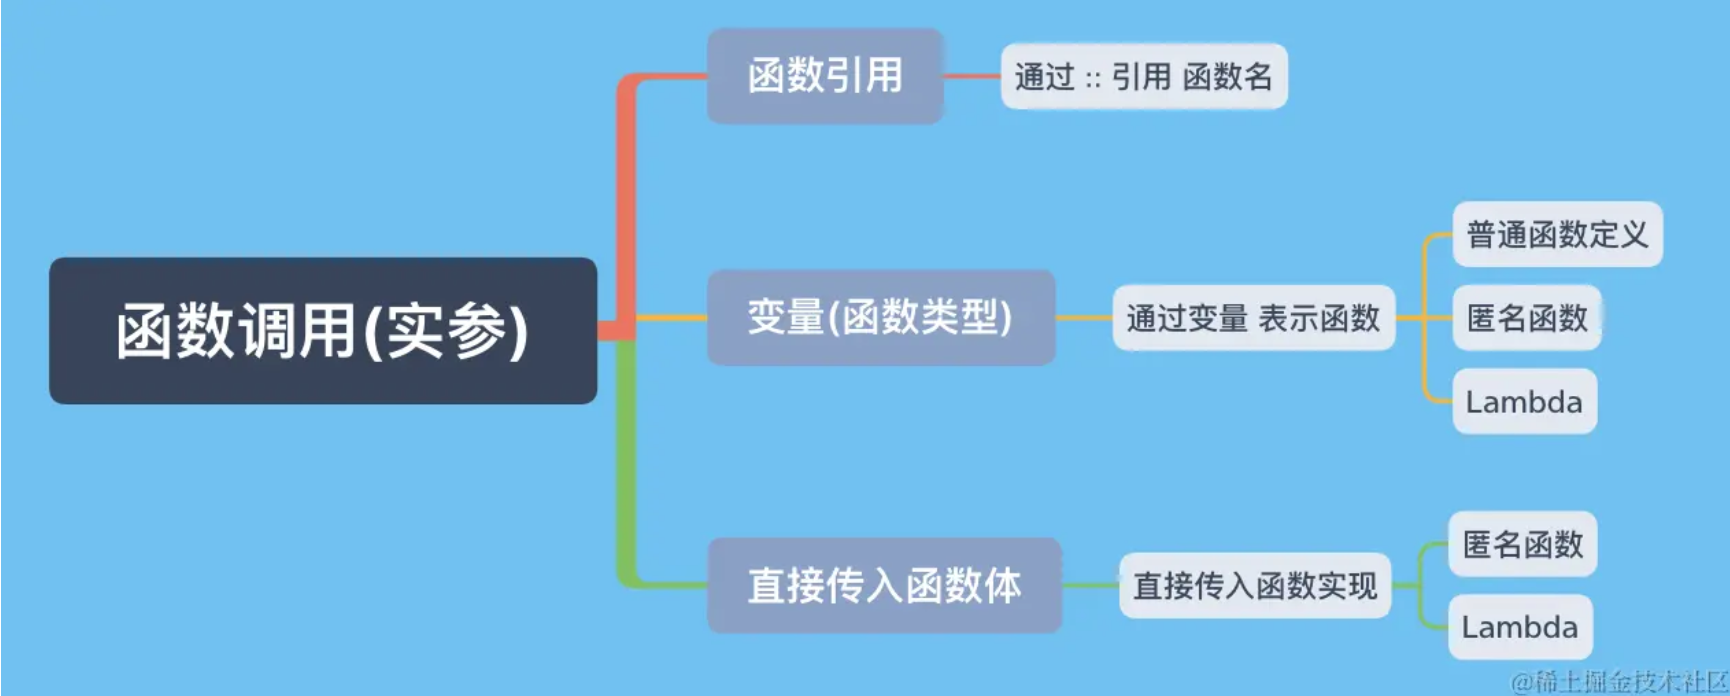 函数引用
通过 :: 引用 函数名
函数调用(实参)
变量(函数类型)
通过变量 表示函数
普通函数定义
匿名函数
Lambda
直接传入函数体
直接传入函数实现
匿名函数
Lambda
@稀土掘金技术社区